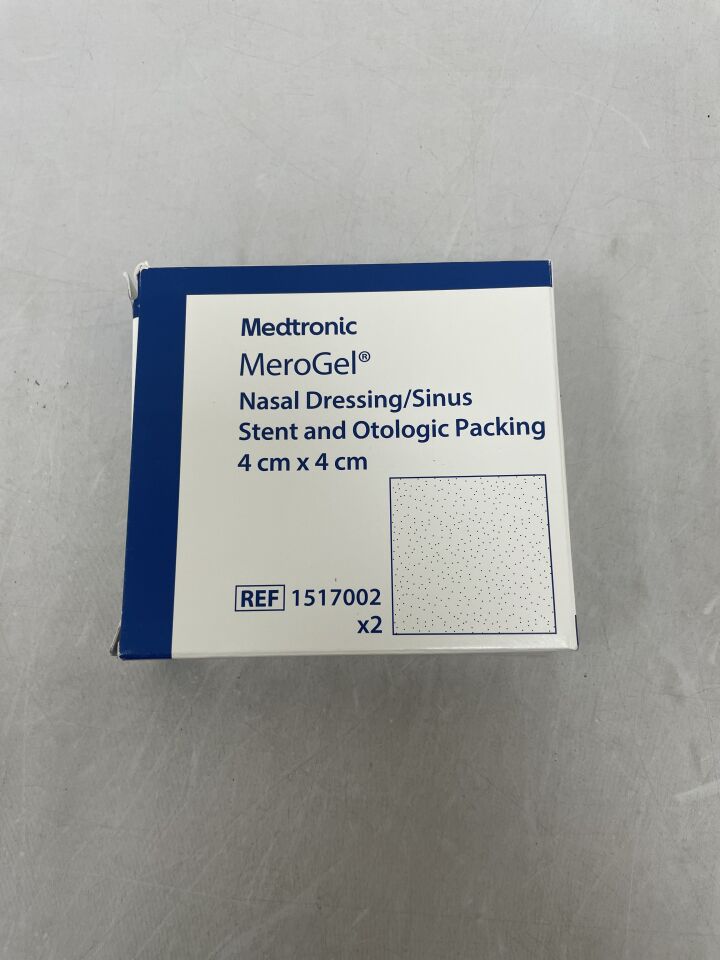 Medtronic
MeroGel®
Nasal Dressing/Sinus
Stent and Otologic Packing
4 cm x 4 cm
REF 1517002
x2